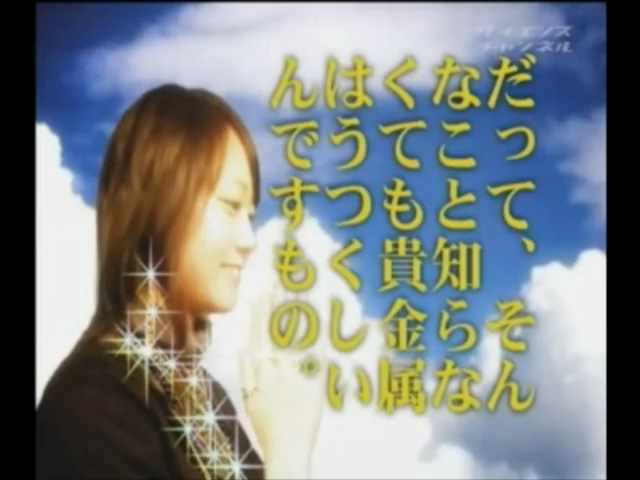 サイエンス
チャンネル
だって、そん
なこと知らな
くても貴金属
はうつくしい
んですもの。